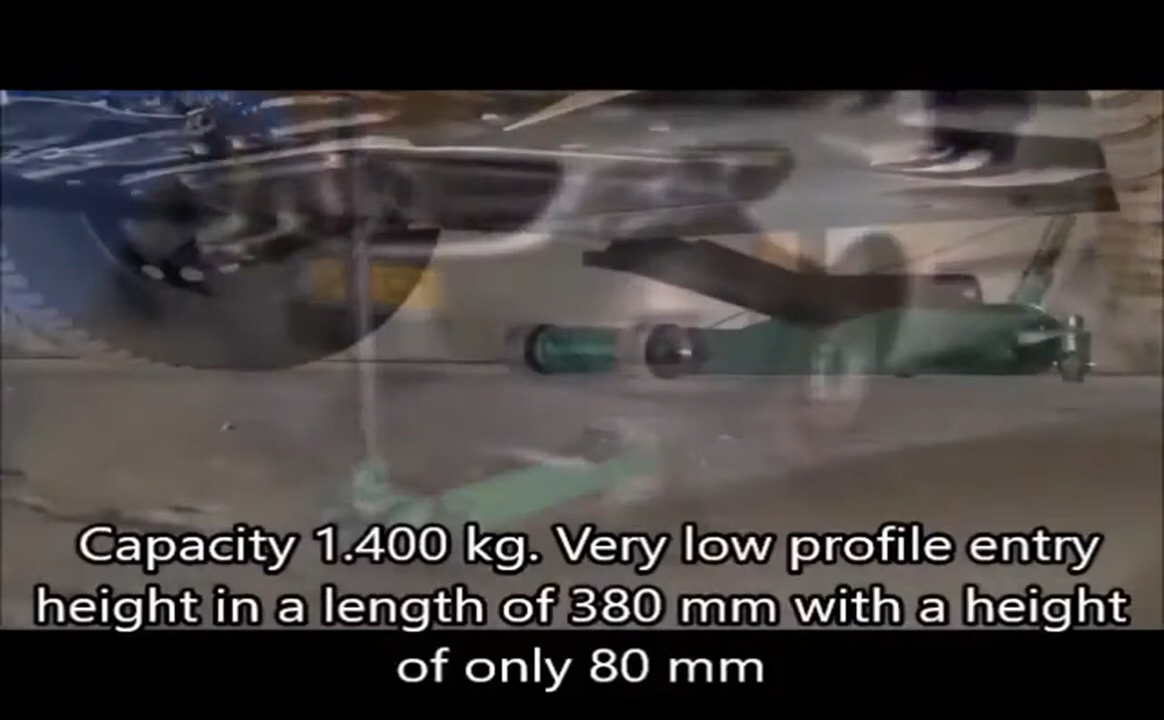 Capacity 1.400 kg. Very low profile entry
height in a length of 380 mm with a height
of only 80 mm